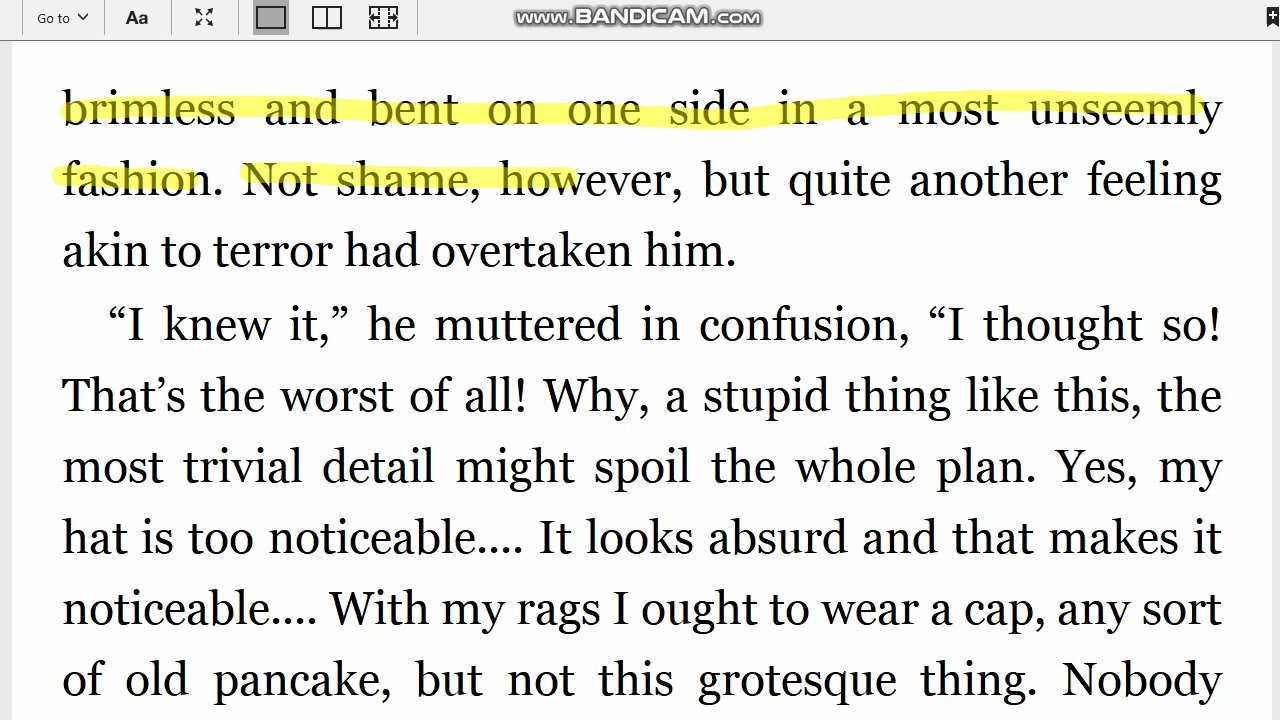 Go to Aa www.BANDICAM.com
brimless and bent on one side in a most unseemly
fashion. Not shame, however, but quite another feeling
akin to terror had overtaken him.
“I knew it,” he muttered in confusion, “I thought so!
That’s the worst of all! Why, a stupid thing like this, the
most trivial detail might spoil the whole plan. Yes, my
hat is too noticeable.... It looks absurd and that makes it
noticeable.... With my rags I ought to wear a cap, any sort
of old pancake, but not this grotesque thing. Nobody